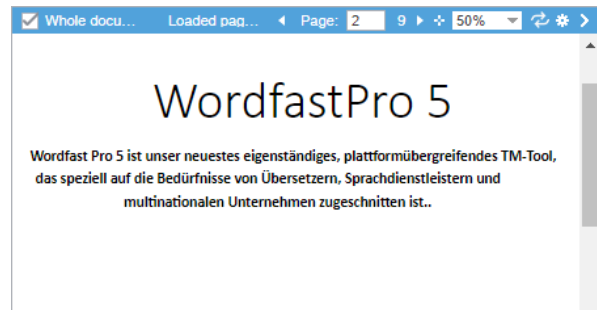 Whole docu... Loaded pag... Page: 2 9 50%
WordfastPro 5
Wordfast Pro 5 ist unser neuestes eigenständiges, plattformübergreifendes TM-Tool,
das speziell auf die Bedürfnisse von Übersetzern, Sprachdienstleistern und
multinationalen Unternehmen zugeschnitten ist..